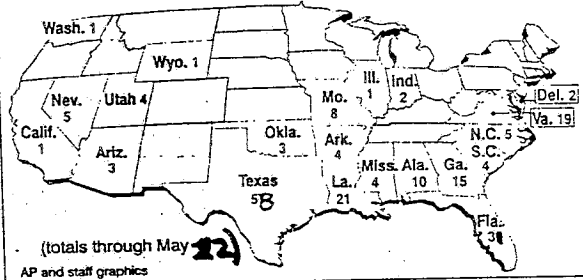 Wash. 1
Wyo. 1
Nev.
5
Utah 4
Calif.
1
Ariz.
3
Mo.
8
Ill.
1
Ind.
2
Del. 2
Va. 19
Okla.
3
Ark.
4
N.C. 5
S.C.
4
Texas
58
La.
21
Miss.
4
Ala.
10
Ga.
15
Fla.
(totals through May
AP and staff graphics